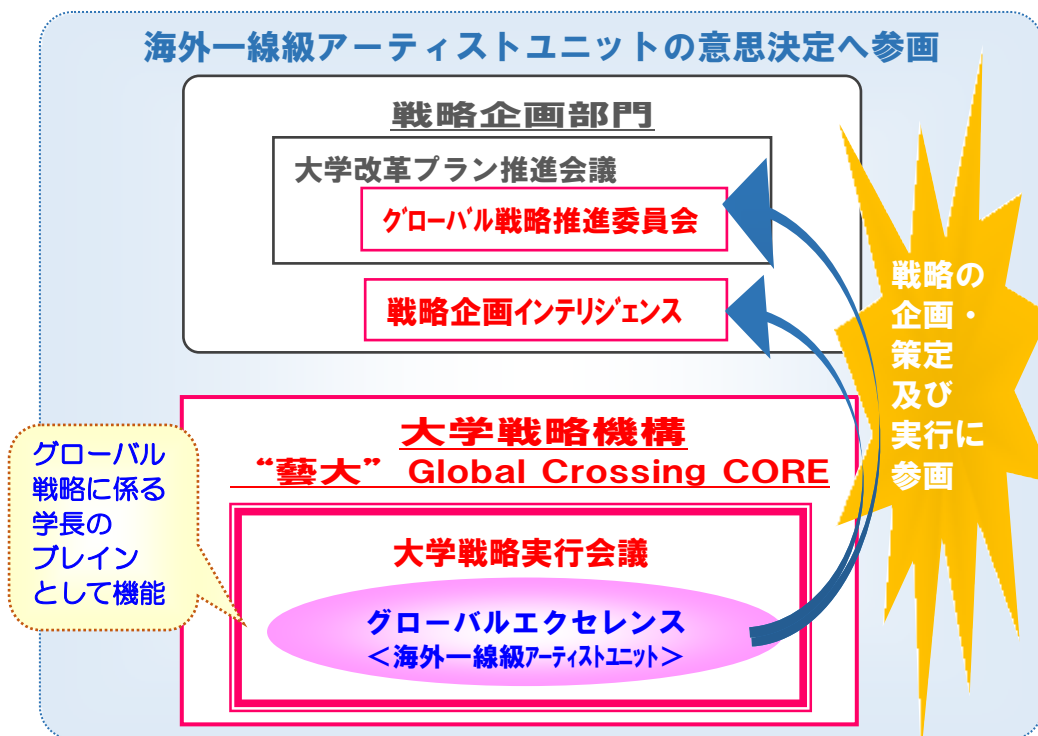 海外一線級アーティストユニットの意思決定へ参画
戦略企画部門
大学改革プラン推進会議
グローバル戦略推進委員会
戦略企画インテリジェンス
戦略の
企画・
策定
及び
実行に
参画
大学戦略機構
“藝大” Global Crossing CORE
グローバル
戦略に係る
学長の
ブレイン
として機能
大学戦略実行会議
グローバルエクセレンス
＜海外一線級アーティストユニット＞